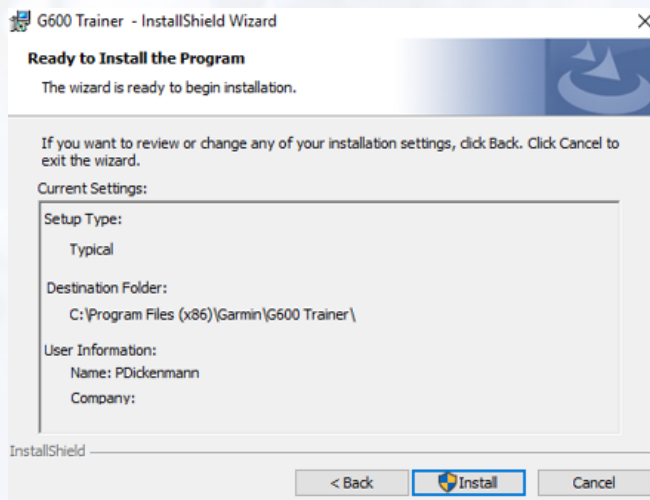 G600 Trainer - InstallShield Wizard
Ready to Install the Program
The wizard is ready to begin installation.
If you want to review or change any of your installation settings, click Back. Click Cancel to
exit the wizard.
Current Settings:
Setup Type:
Typical
Destination Folder:
C:\Program Files (x86)\Garmin\G600 Trainer\
User Information:
Name: PDickenmann
Company:
InstallShield
< Back
Install
Cancel